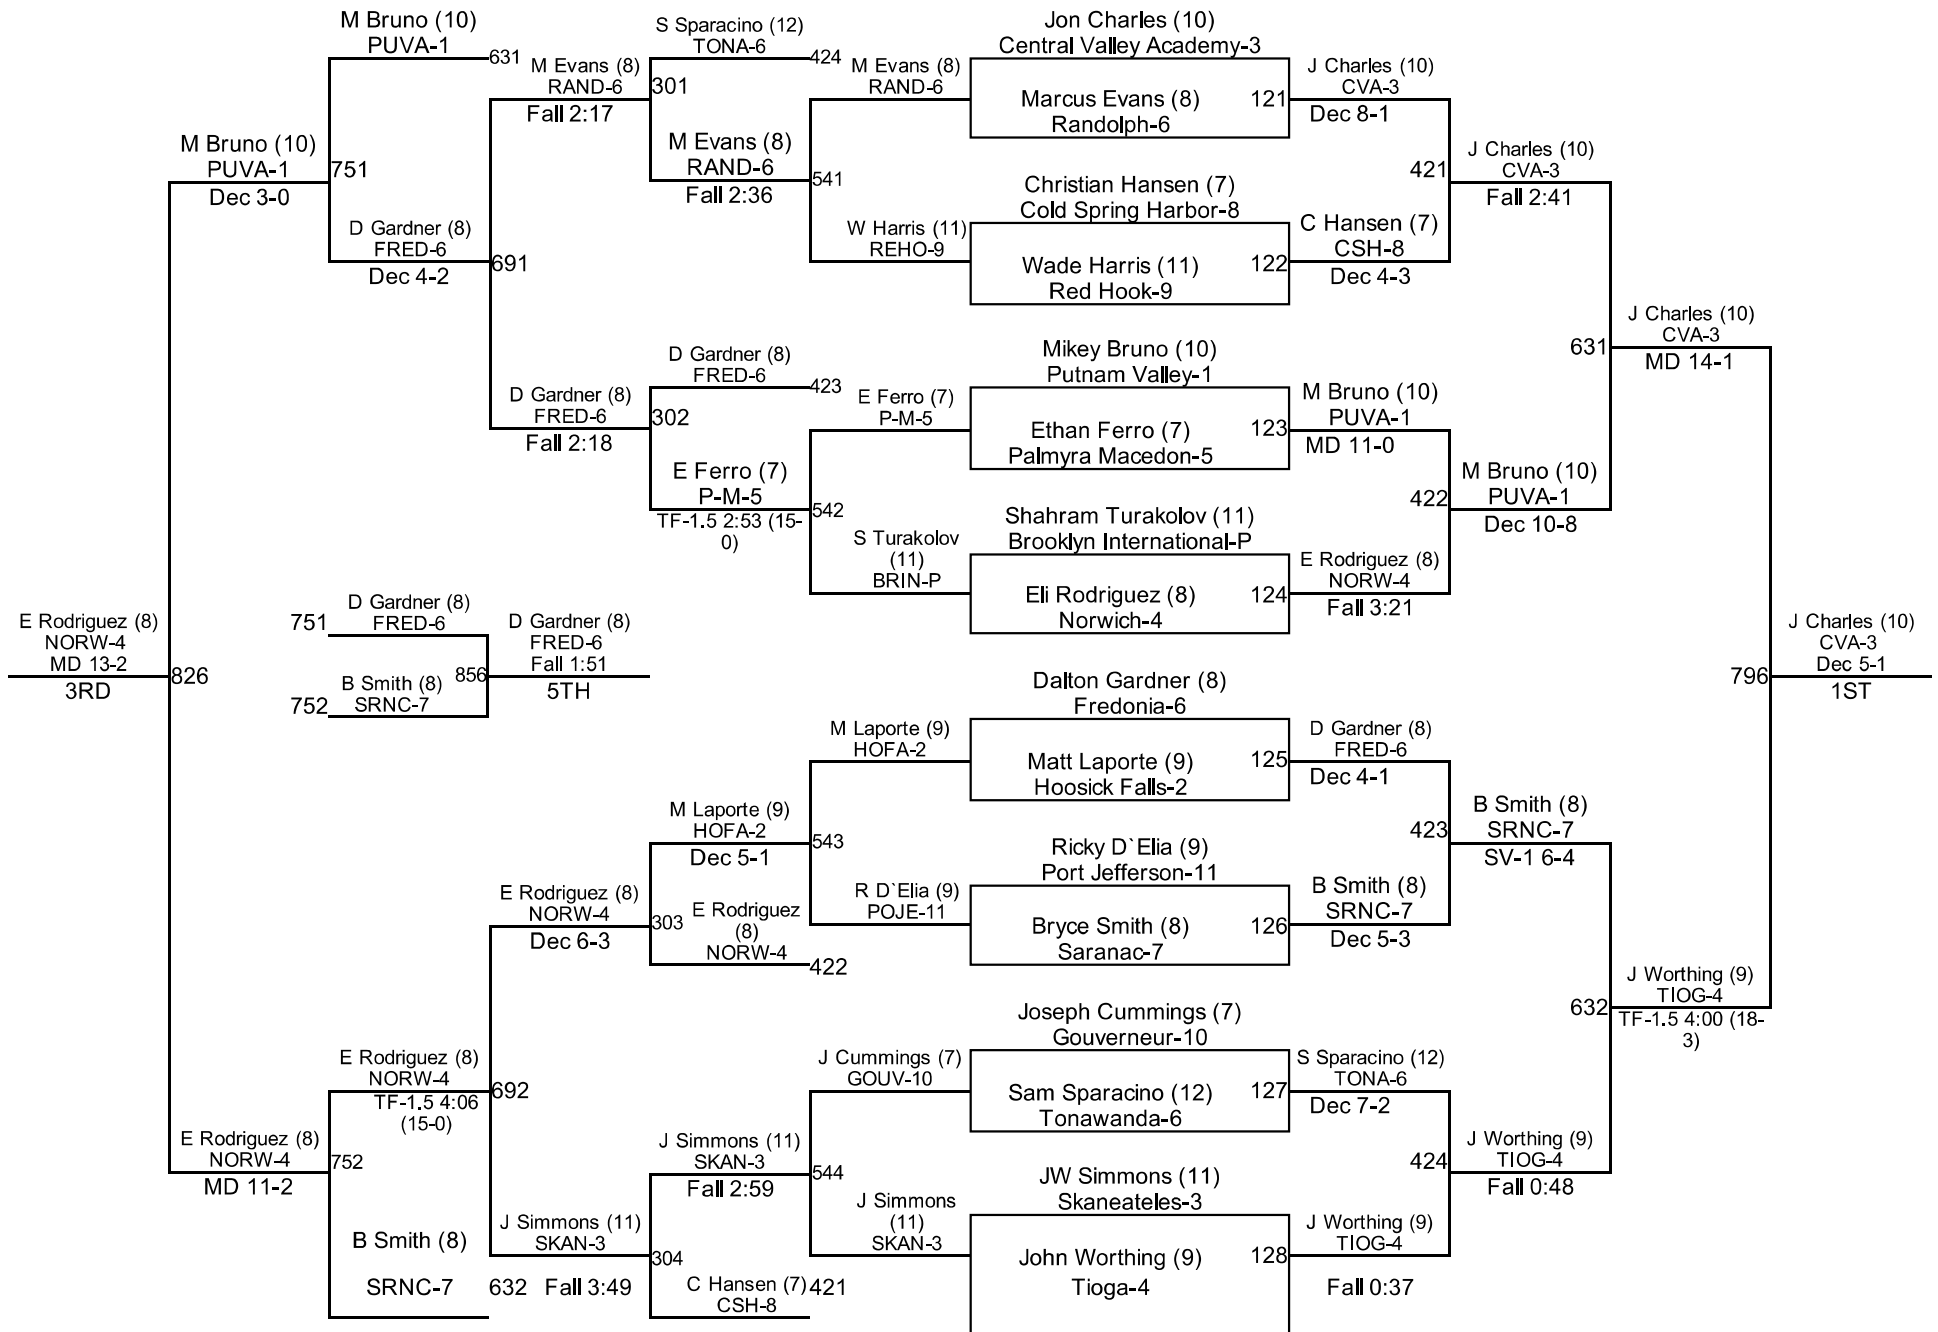 M Bruno (10)
PUVA-1
631
M Bruno (10)
PUVA-1
Dec 3-0
751
D Gardner (8)
FRED-6
Dec 4-2
M Evans (8)
RAND-6
Fall 2:17
691
D Gardner (8)
FRED-6
Fall 2:18
S Sparacino (12)
TONA-6
424
301
M Evans (8)
RAND-6
Fall 2:36
D Gardner (8)
FRED-6
423
302
E Ferro (7)
P-M-5
TF-1.5 2:53 (15-
0)
M Evans (8)
RAND-6
541
W Harris (11)
REHO-9
E Ferro (7)
P-M-5
542
S Turakolov
(11)
BRIN-P
Jon Charles (10)
Central Valley Academy-3
Marcus Evans (8)
Randolph-6
121
Christian Hansen (7)
Cold Spring Harbor-8
Wade Harris (11)
Red Hook-9
122
Mikey Bruno (10)
Putnam Valley-1
Ethan Ferro (7)
Palmyra Macedon-5
123
Shahram Turakolov (11)
Brooklyn International-P
Eli Rodriguez (8)
Norwich-4
124
J Charles (10)
CVA-3
Dec 8-1
421
C Hansen (7)
CSH-8
Dec 4-3
M Bruno (10)
PUVA-1
MD 11-0
422
E Rodriguez (8)
NORW-4
Fall 3:21
J Charles (10)
CVA-3
Fall 2:41
631
M Bruno (10)
PUVA-1
Dec 10-8
J Charles (10)
CVA-3
MD 14-1
E Rodriguez (8)
NORW-4
MD 13-2
3RD
826
751
D Gardner (8)
FRED-6
752
B Smith (8)
SRNC-7
856
D Gardner (8)
FRED-6
Fall 1:51
5TH
796
J Charles (10)
CVA-3
Dec 5-1
1ST
E Rodriguez (8)
NORW-4
MD 11-2
752
E Rodriguez (8)
NORW-4
TF-1.5 4:06
(15-0)
B Smith (8)
SRNC-7
632
E Rodriguez (8)
NORW-4
Dec 6-3
692
J Simmons (11)
SKAN-3
Fall 3:49
M Laporte (9)
HOFA-2
Dec 5-1
303
E Rodriguez
(8)
NORW-4
422
J Simmons (11)
SKAN-3
Fall 2:59
304
C Hansen (7)
CSH-8
421
M Laporte (9)
HOFA-2
543
R D`Elia (9)
POJE-11
J Cummings (7)
GOUV-10
544
J Simmons
(11)
SKAN-3
Dalton Gardner (8)
Fredonia-6
Matt Laporte (9)
Hoosick Falls-2
125
Ricky D`Elia (9)
Port Jefferson-11
Bryce Smith (8)
Saranac-7
126
Joseph Cummings (7)
Gouverneur-10
Sam Sparacino (12)
Tonawanda-6
127
JW Simmons (11)
Skaneateles-3
John Worthing (9)
Tioga-4
128
D Gardner (8)
FRED-6
Dec 4-1
423
B Smith (8)
SRNC-7
Dec 5-3
S Sparacino (12)
TONA-6
Dec 7-2
424
J Worthing (9)
TIOG-4
Fall 0:37
B Smith (8)
SRNC-7
SV-1 6-4
632
J Worthing (9)
TIOG-4
Fall 0:48
J Worthing (9)
TIOG-4
TF-1.5 4:00 (18-
3)